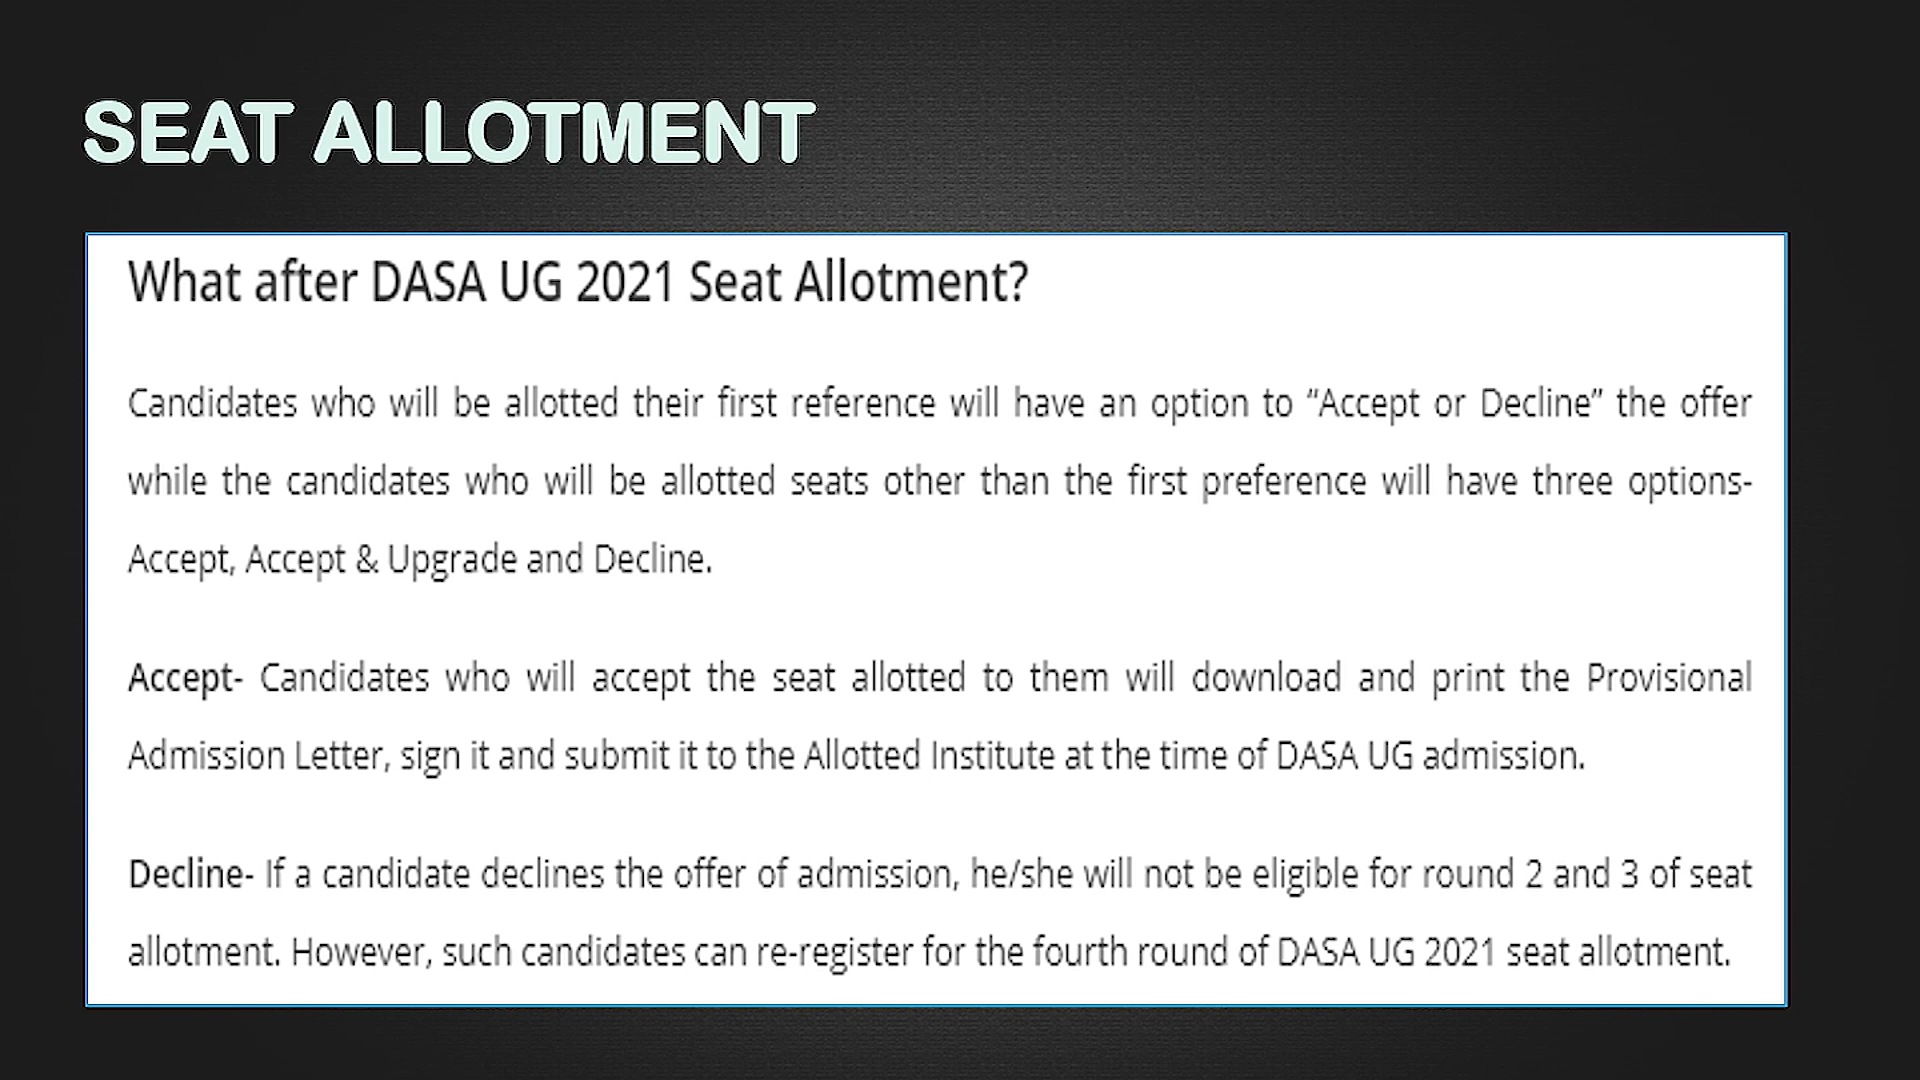 SEAT ALLOTMENT
What after DASA UG 2021 Seat Allotment?
Candidates who will be allotted their first reference will have an option to “Accept or Decline” the offer
while the candidates who will be allotted seats other than the first preference will have three options-
Accept, Accept & Upgrade and Decline.
Accept- Candidates who will accept the seat allotted to them will download and print the Provisional
Admission Letter, sign it and submit it to the Allotted Institute at the time of DASA UG admission.
Decline- If a candidate declines the offer of admission, he/she will not be eligible for round 2 and 3 of seat
allotment. However, such candidates can re-register for the fourth round of DASA UG 2021 seat allotment.